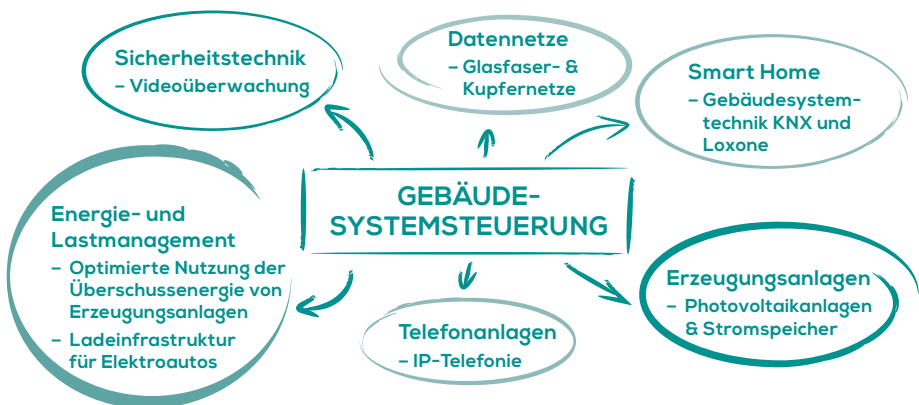 Sicherheitstechnik
– Videoüberwachung
Datennetze
– Glasfaser- &
Kupfernetze
Smart Home
– Gebäudesystem-
technik KNX und
Loxone
GEBÄUDE-
SYSTEMSTEUERUNG
Energie- und
Lastmanagement
– Optimierte Nutzung der
Überschussenergie von
Erzeugungsanlagen
– Ladeinfrastruktur
für Elektroautos
Telefonanlagen
– IP-Telefonie
Erzeugungsanlagen
– Photovoltaikanlagen
& Stromspeicher